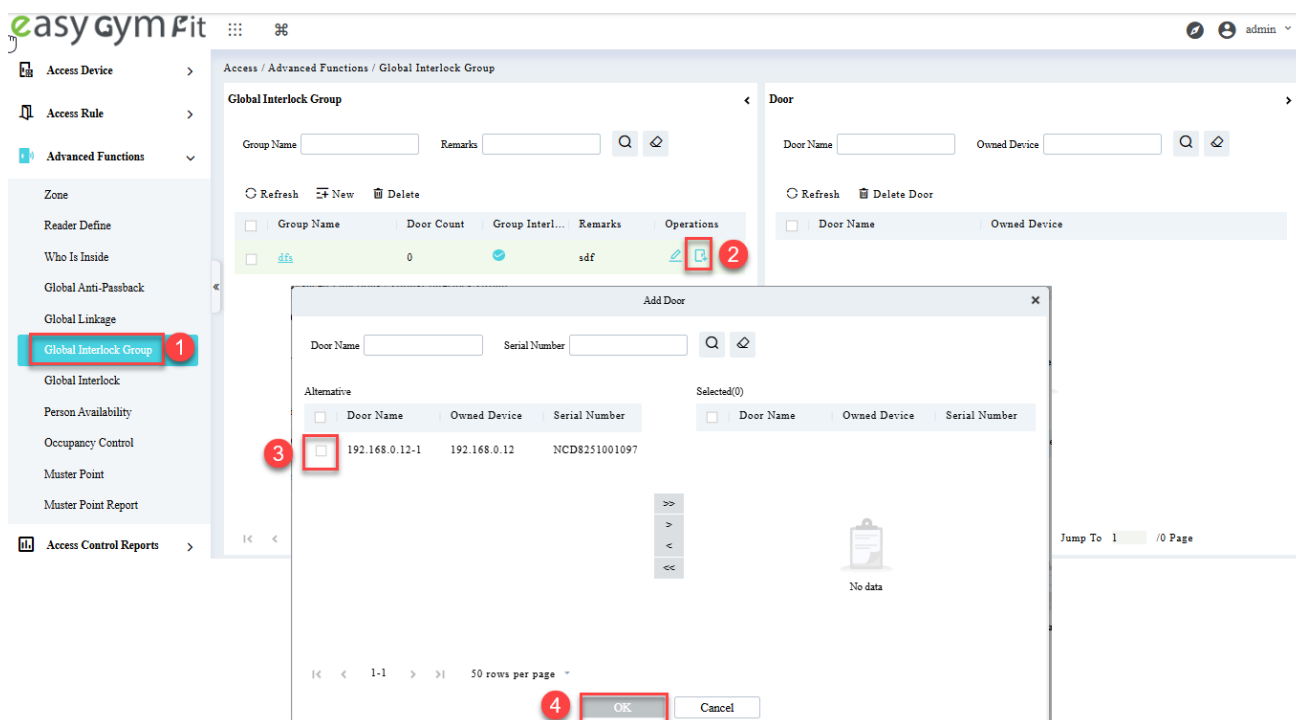 easy Gym Fit
admin
Access Device
Access Rule
Advanced Functions
Zone
Reader Define
Who Is Inside
Global Anti-Passback
Global Linkage
Global Interlock Group
1
Global Interlock
Person Availability
Occupancy Control
Muster Point
Muster Point Report
Access Control Reports
Access / Advanced Functions / Global Interlock Group
Global Interlock Group
Group Name
Remarks
Refresh New Delete
Group Name Door Count Group Interl... Remarks Operations
dfs 0 sdf
2
Door
Door Name
Owned Device
Refresh Delete Door
Door Name Owned Device
Add Door
Door Name
Serial Number
Alternative
Door Name Owned Device Serial Number
3
192.168.0.12-1 192.168.0.12 NCD8251001097
>>
>
<
<<
Selected(0)
Door Name Owned Device Serial Number
No data
1-1
50 rows per page
4
OK
Cancel
Jump To 1 /0 Page